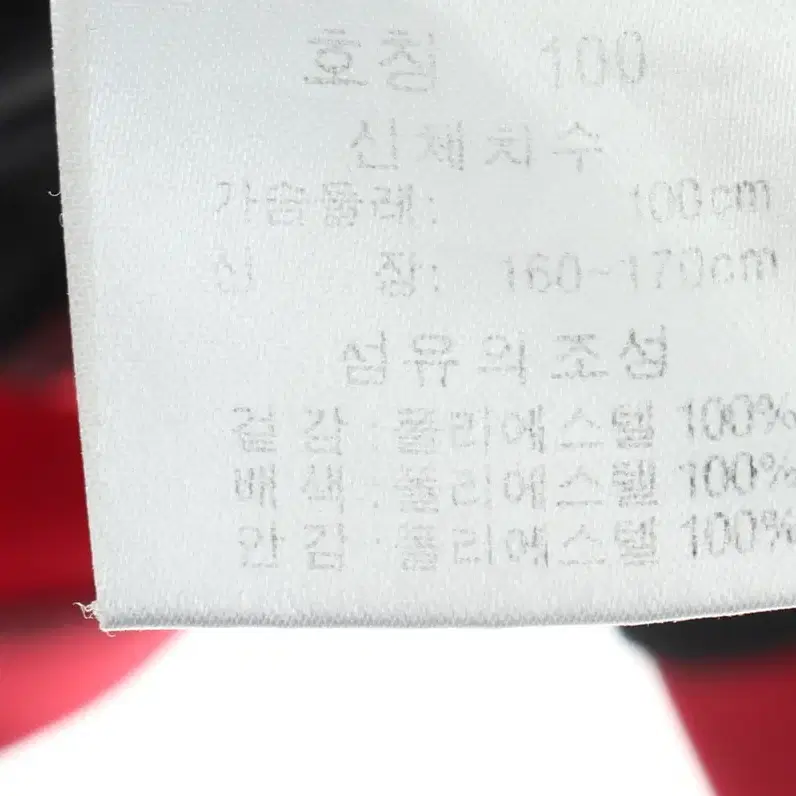 호칭 100
신체치수
가슴둘레: 100cm
신 장: 160~170cm
섬유의조성
겉 감 : 폴리에스텔 100%
배 색 : 폴리에스텔 100%
안 감 : 폴리에스텔 100%